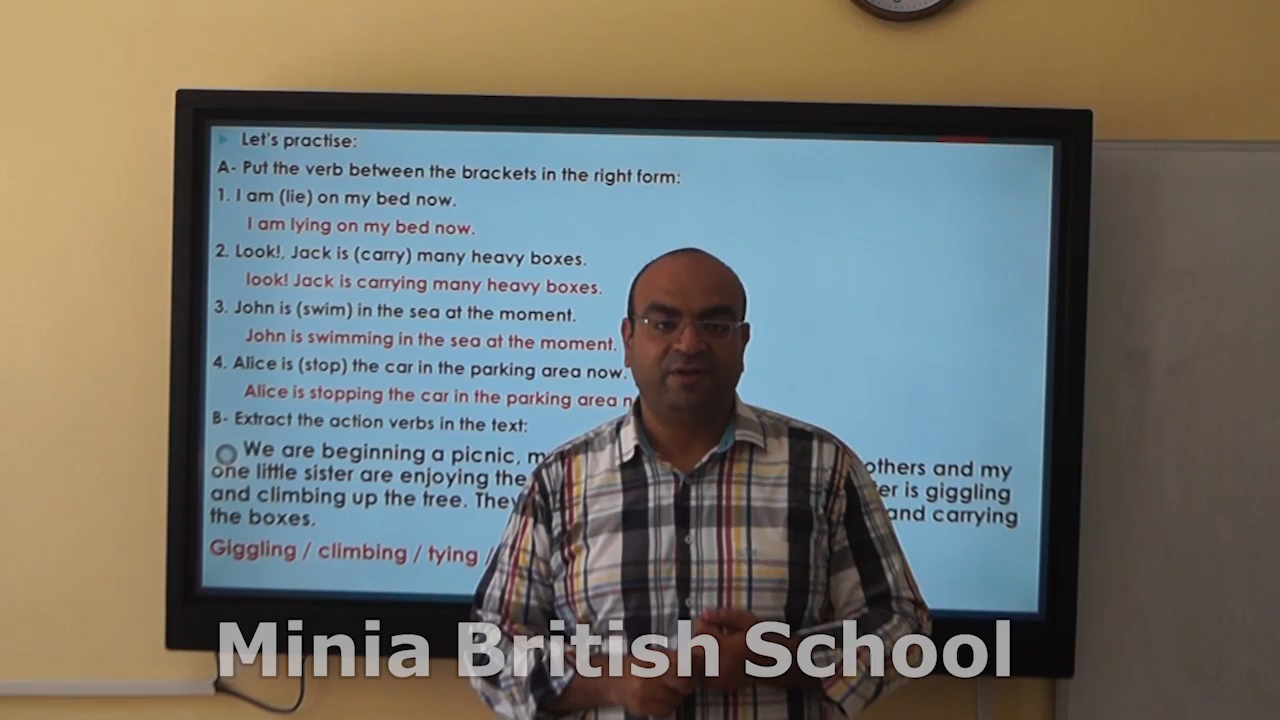 Let's practise:
A- Put the verb between the brackets in the right form:
1. I am (lie) on my bed now.
I am lying on my bed now.
2. Look!, Jack is (carry) many heavy boxes.
look! Jack is carrying many heavy boxes.
3. John is (swim) in the sea at the moment.
John is swimming in the sea at the moment.
4. Alice is (stop) the car in the parking area now.
Alice is stopping the car in the parking area
B- Extract the action verbs in the text:
We are beginning a picnic, others and my
one little sister are enjoying the er is giggling
and climbing up the tree. They and carrying
the boxes.
Giggling / climbing / tying /
Minia British School